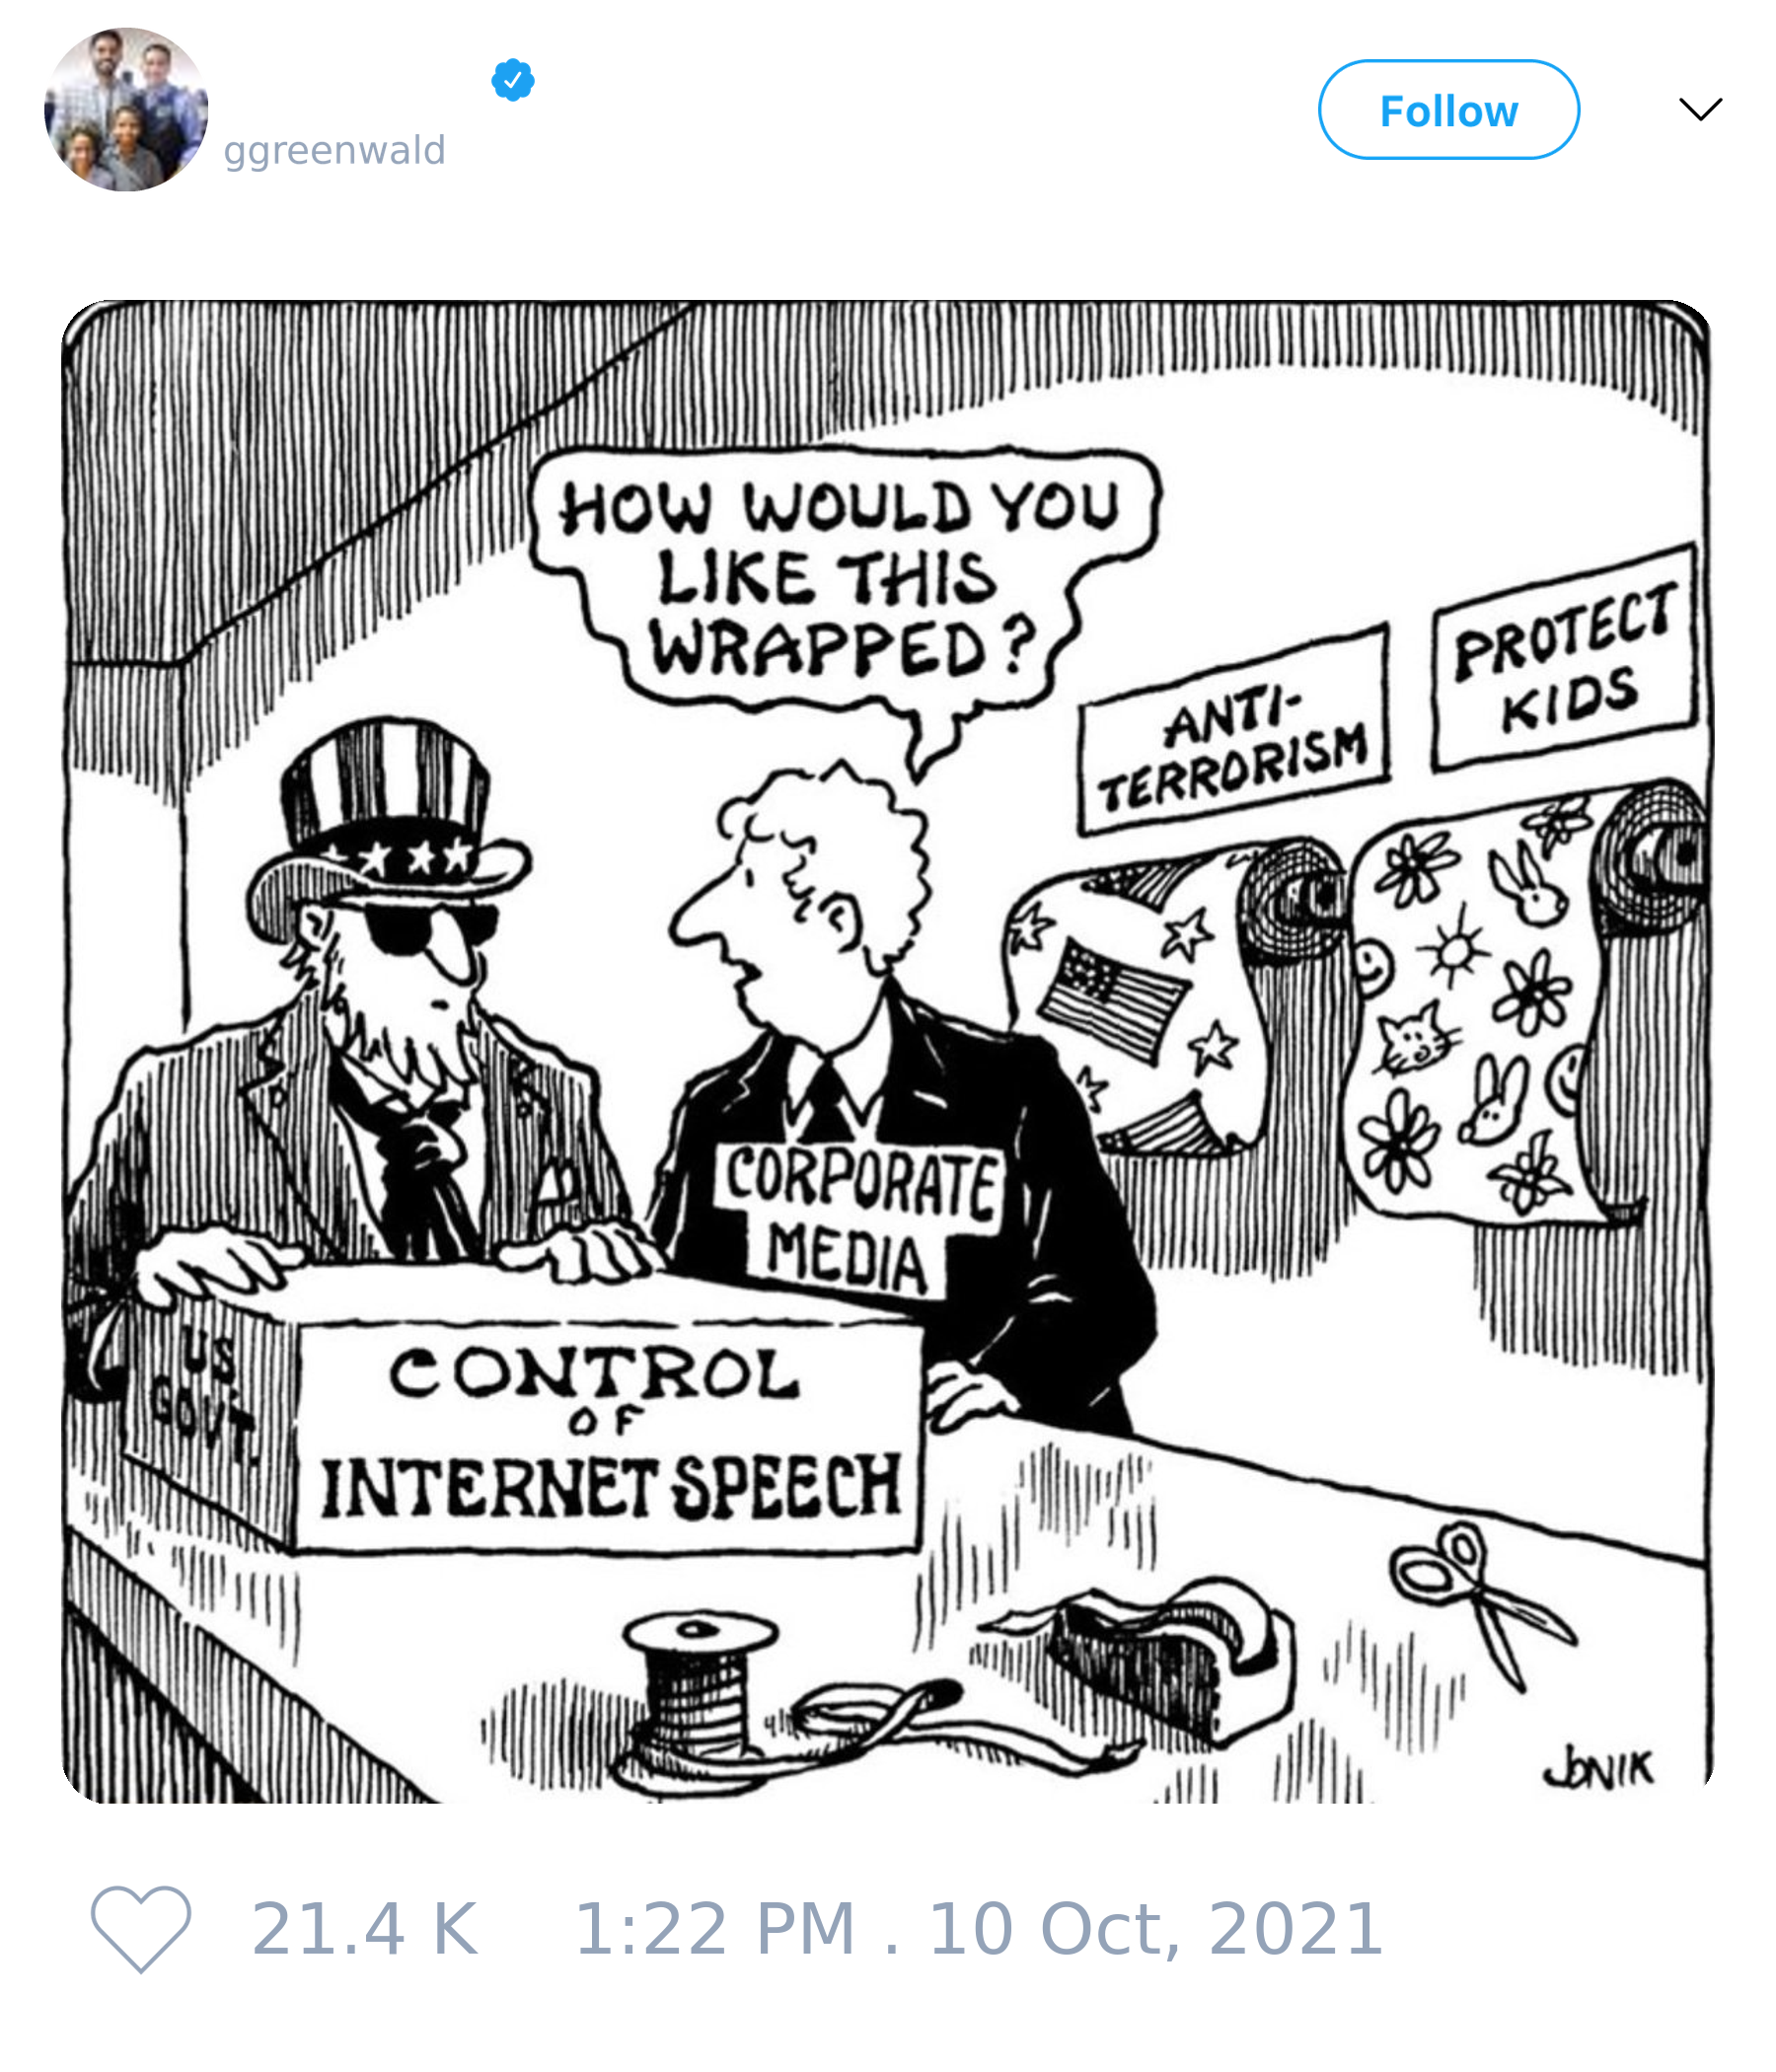 ggreenwald
Follow
HOW WOULD YOU
LIKE THIS
WRAPPED?
ANTI-
TERRORISM
PROTECT
KIDS
CORPORATE
MEDIA
US
GOV'T.
CONTROL
OF
INTERNET SPEECH
JONIK
21.4 K 1:22 PM . 10 Oct, 2021